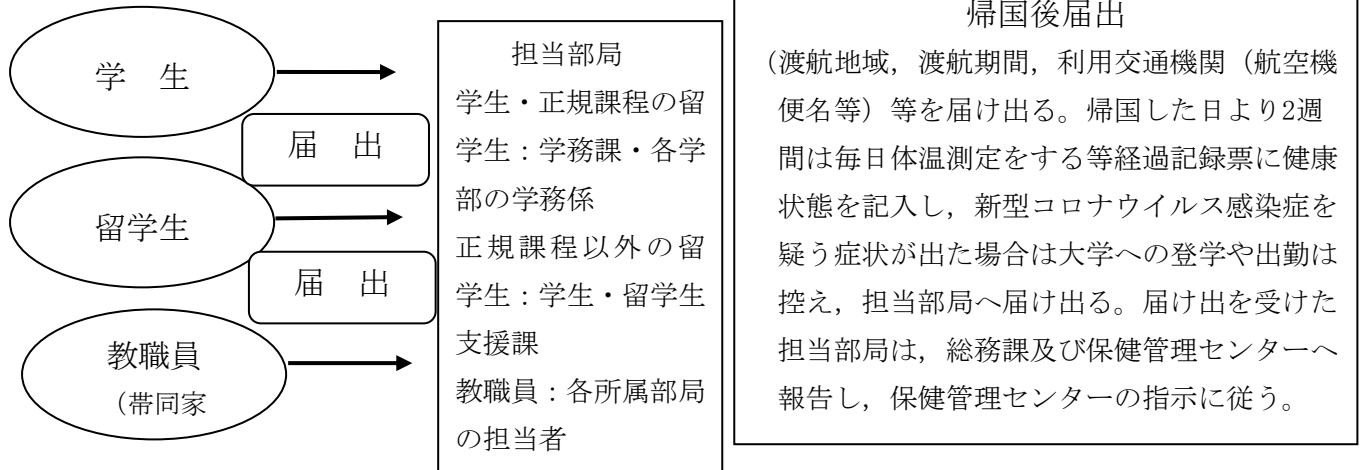 学　生
届　出
留学生
届　出
教職員
（帯同家
担当部局
学生・正規課程の留
学生：学務課・各学
部の学務係
正規課程以外の留
学生：学生・留学生
支援課
教職員：各所属部局
の担当者
帰国後届出
（渡航地域，渡航期間，利用交通機関（航空機
便名等）等を届け出る。帰国した日より2週
間は毎日体温測定をする等経過記録票に健康
状態を記入し，新型コロナウイルス感染症を
疑う症状が出た場合は大学への登学や出勤は
控え，担当部局へ届け出る。届け出を受けた
担当部局は，総務課及び保健管理センターへ
報告し，保健管理センターの指示に従う。